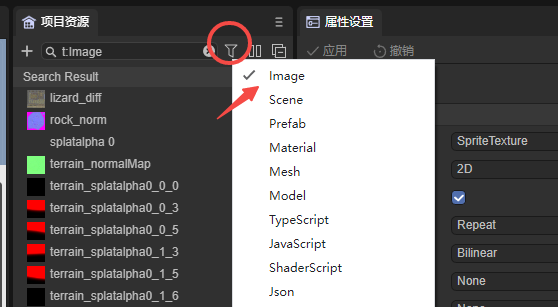 项目资源
属性设置
t:Image
应用
撤销
Search Result
lizard_diff
rock_norm
splatalpha 0
terrain_normalMap
terrain_splatalpha0_0_0
terrain_splatalpha0_0_3
terrain_splatalpha0_0_5
terrain_splatalpha0_1_3
terrain_splatalpha0_1_5
terrain_splatalpha0_1_6
Image
Scene
Prefab
Material
Mesh
Model
TypeScript
JavaScript
ShaderScript
Json
SpriteTexture
2D
Repeat
Bilinear
None
None